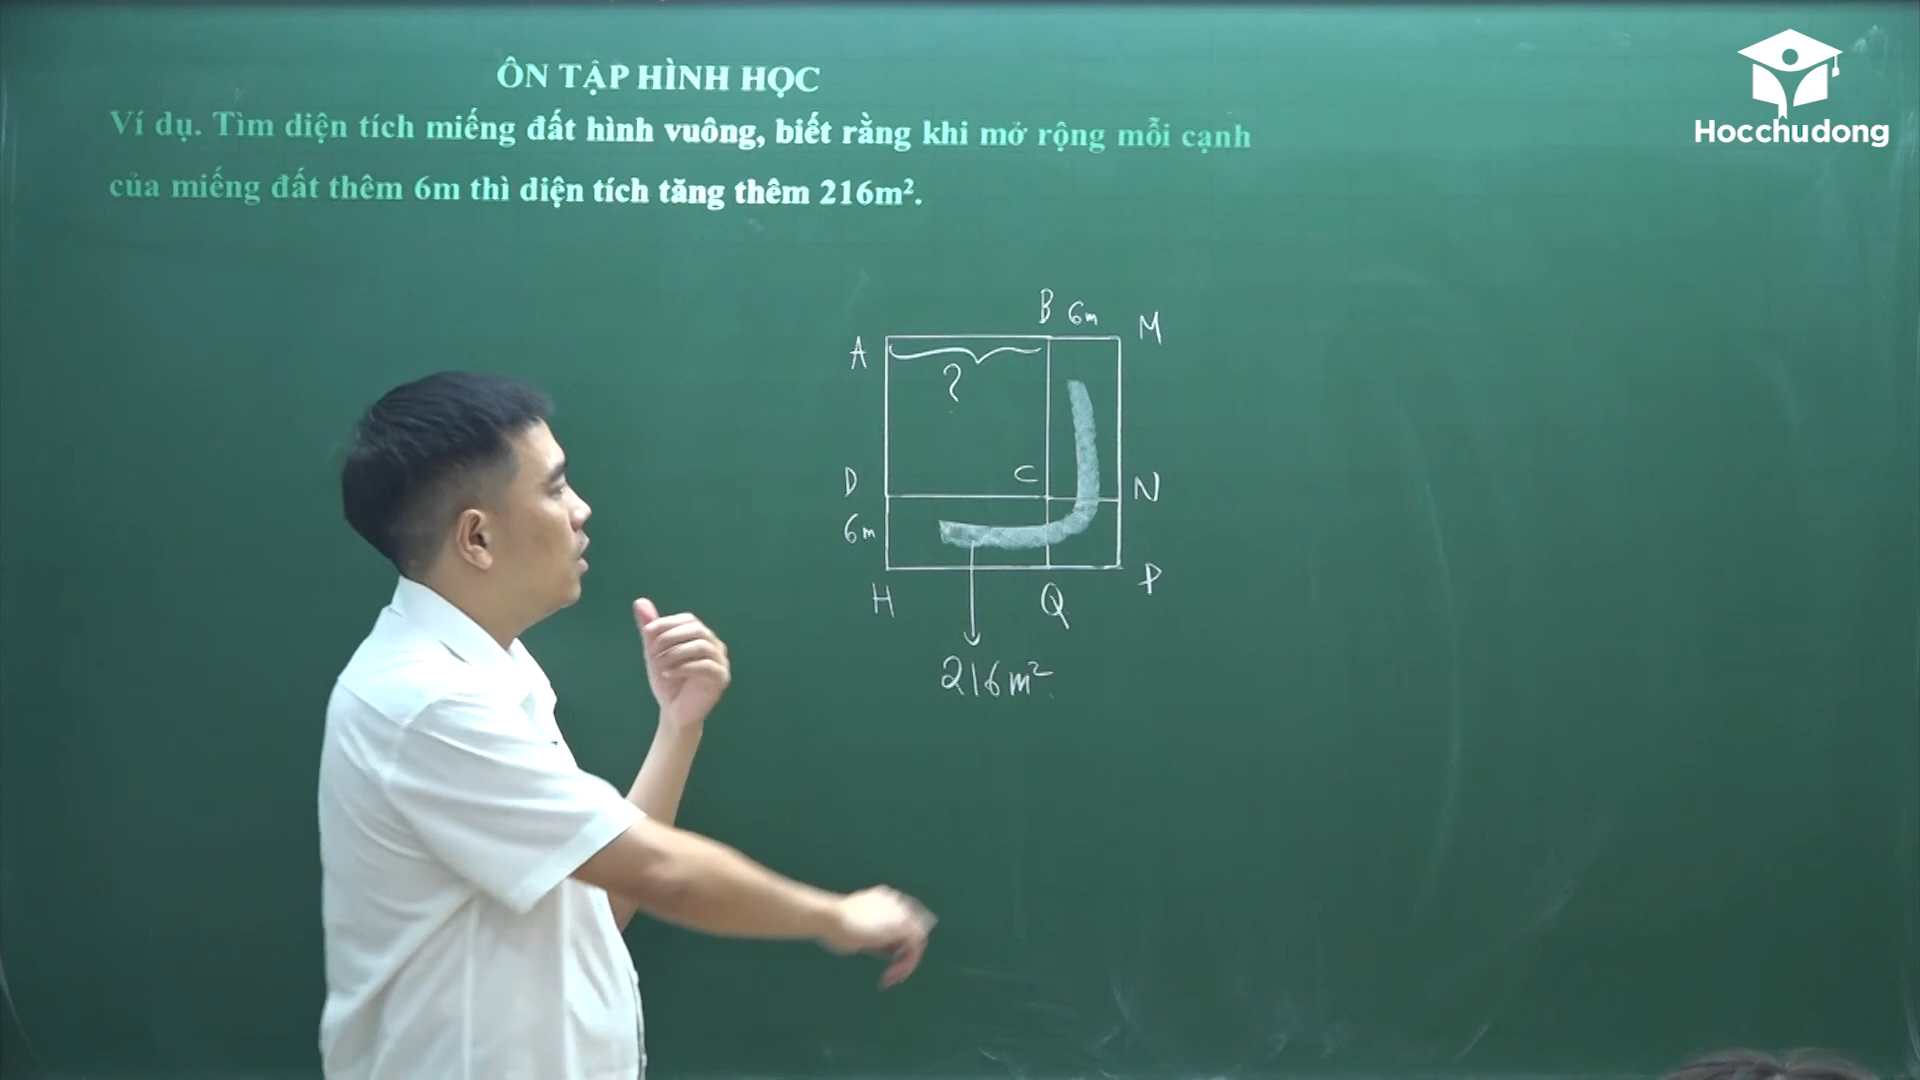 Hocchudong
ÔN TẬP HÌNH HỌC
Ví dụ. Tìm diện tích miếng đất hình vuông, biết rằng khi mở rộng mỗi cạnh
của miếng đất thêm 6m thì diện tích tăng thêm 216m².
B 6m M
A
?
D C N
6m
H Q P
216m²